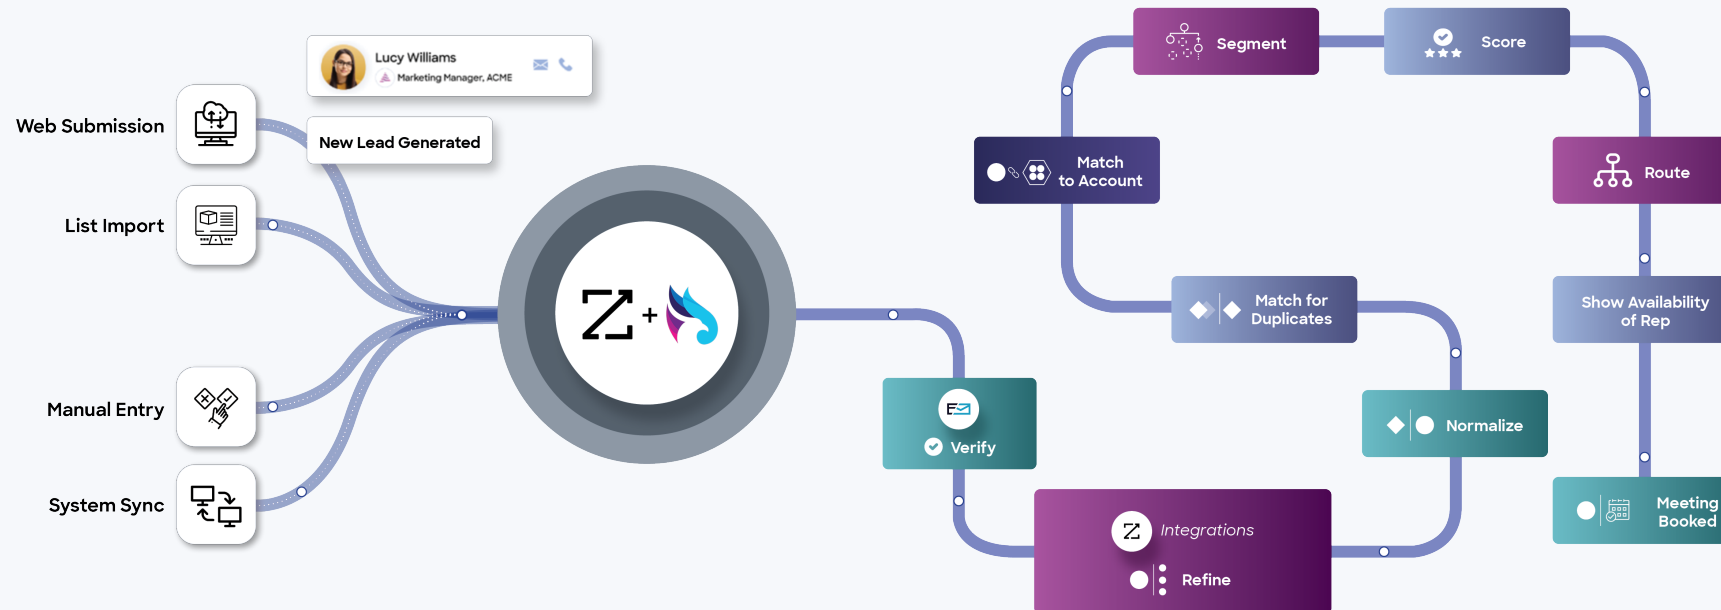 Lucy Williams
Marketing Manager, ACME
New Lead Generated
Web Submission
List Import
Manual Entry
System Sync
Z+
Verify
Z Integrations
Refine
Normalize
Match for
Duplicates
Match
to Account
Segment
Score
Route
Show Availability
of Rep
Meeting
Booked